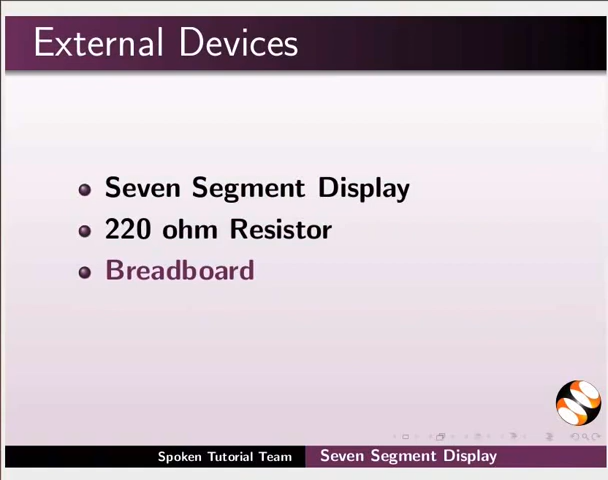 External Devices
Seven Segment Display
220 ohm Resistor
Breadboard
Spoken Tutorial Team
Seven Segment Display